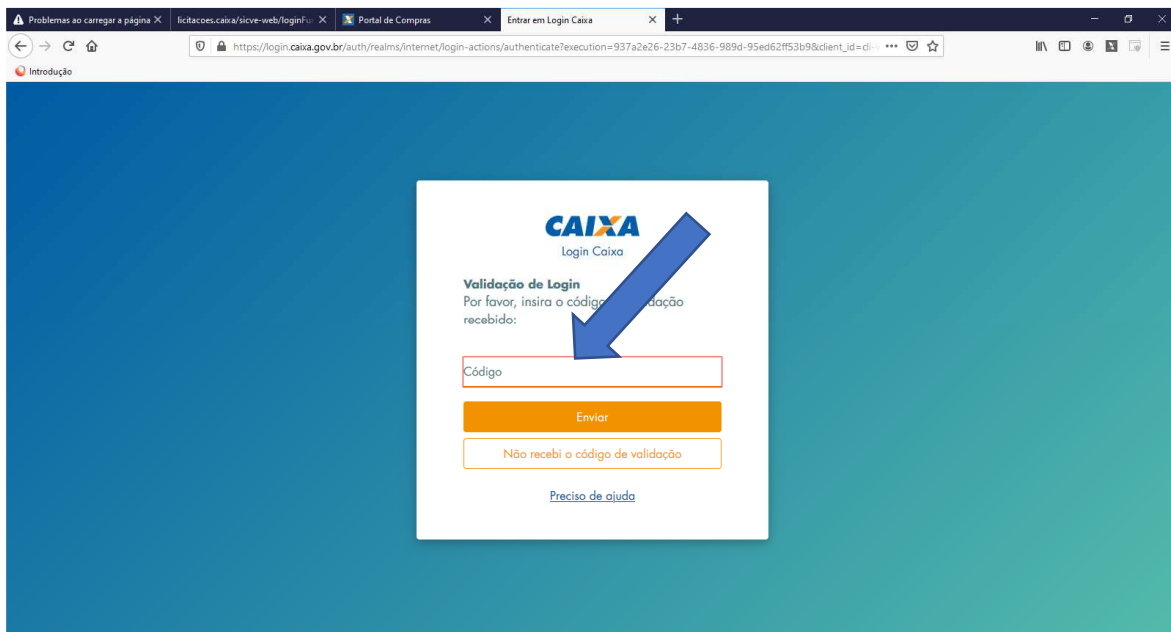 Problemas ao carregar a página
licitacoes.caixa/sicve-web/loginFu
Portal de Compras
Entrar em Login Caixa
https://login.caixa.gov.br/auth/realms/internet/login-actions/authenticate?execution=937a2e26-23b7-4836-989d-95ed62ff53b9&client_id=cli-
Introdução
CAIXA
Login Caixa
Validação de Login
Por favor, insira o código
recebido:
Código
Enviar
Não recebi o código de validação
Preciso de ajuda